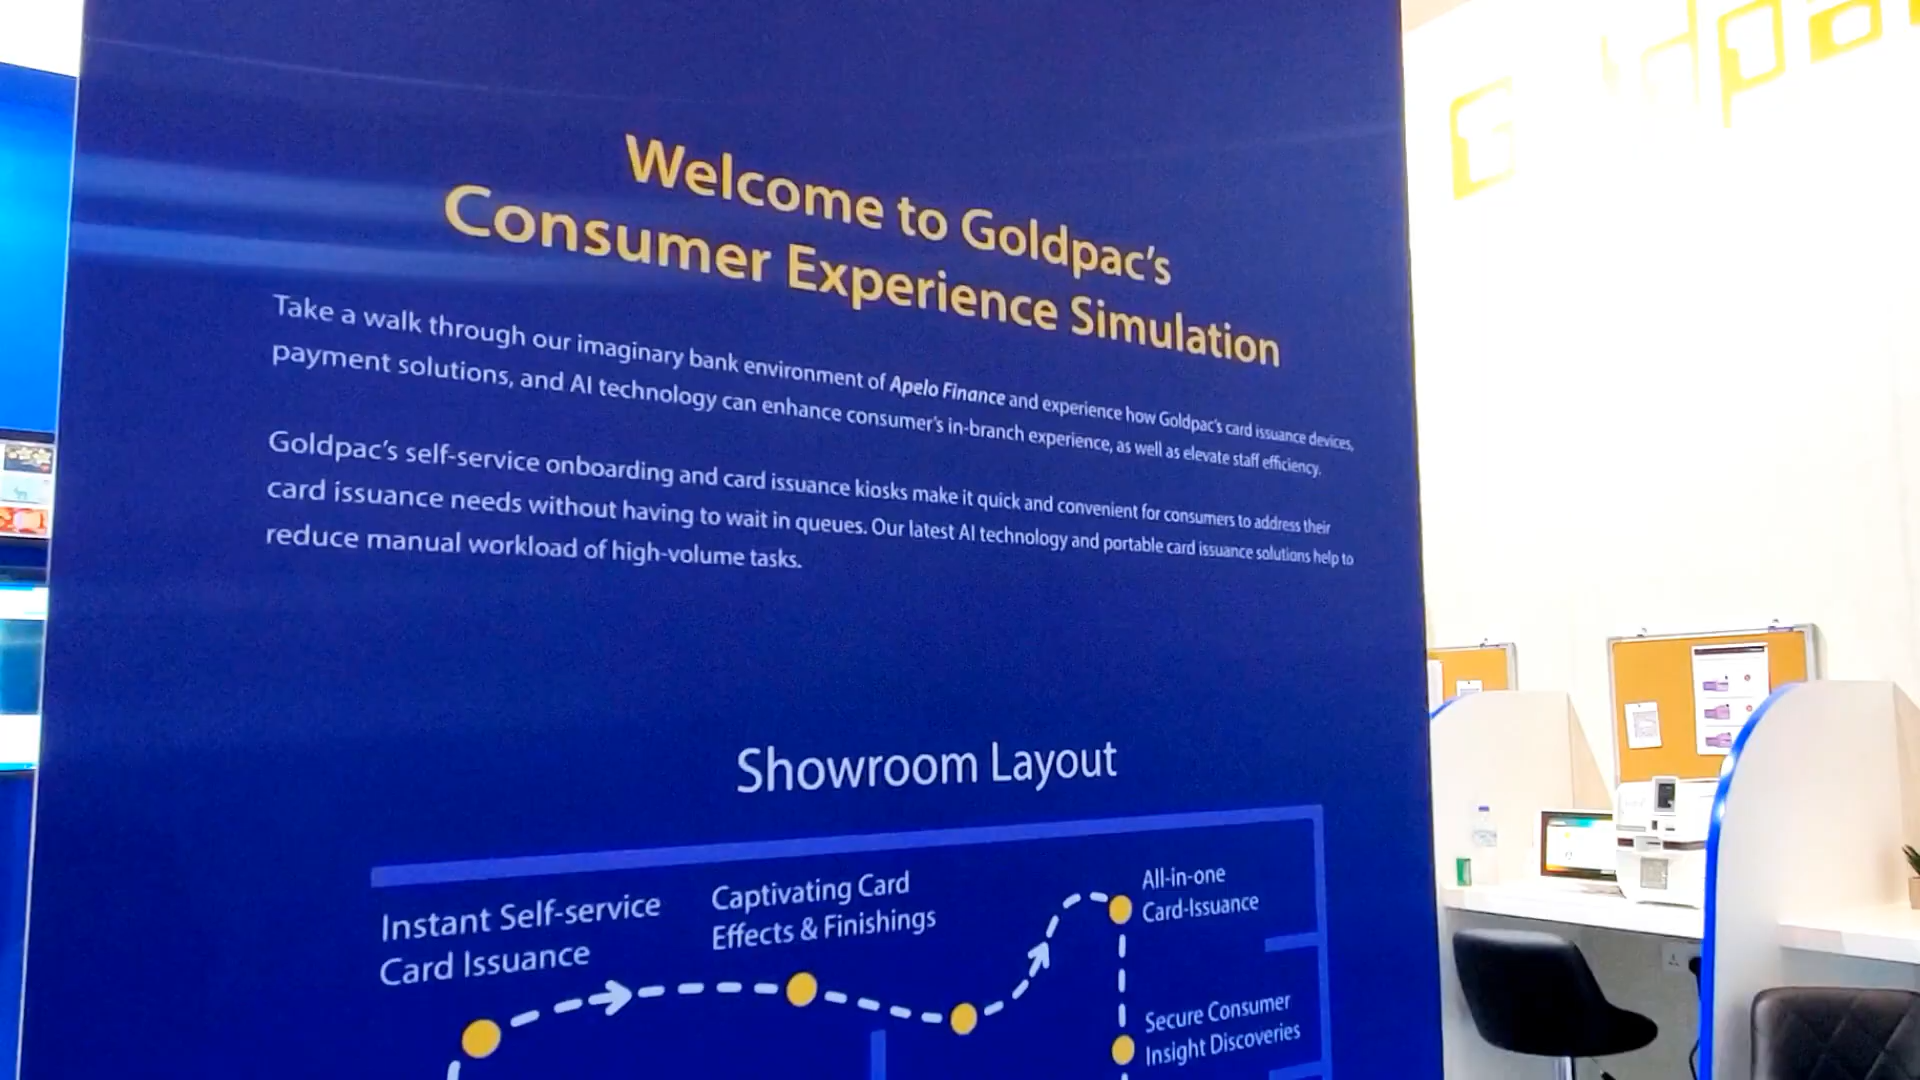 Welcome to Goldpac's
Consumer Experience Simulation
Take a walk through our imaginary bank environment of Apelo Finance and experience how Goldpac's card issuance devices,
payment solutions, and AI technology can enhance consumer's in-branch experience, as well as elevate staff efficiency.
Goldpac's self-service onboarding and card issuance kiosks make it quick and convenient for consumers to address their
card issuance needs without having to wait in queues. Our latest AI technology and portable card issuance solutions help to
reduce manual workload of high-volume tasks.
Showroom Layout
Instant Self-service
Card Issuance
Captivating Card
Effects & Finishings
All-in-one
Card-Issuance
Secure Consumer
Insight Discoveries